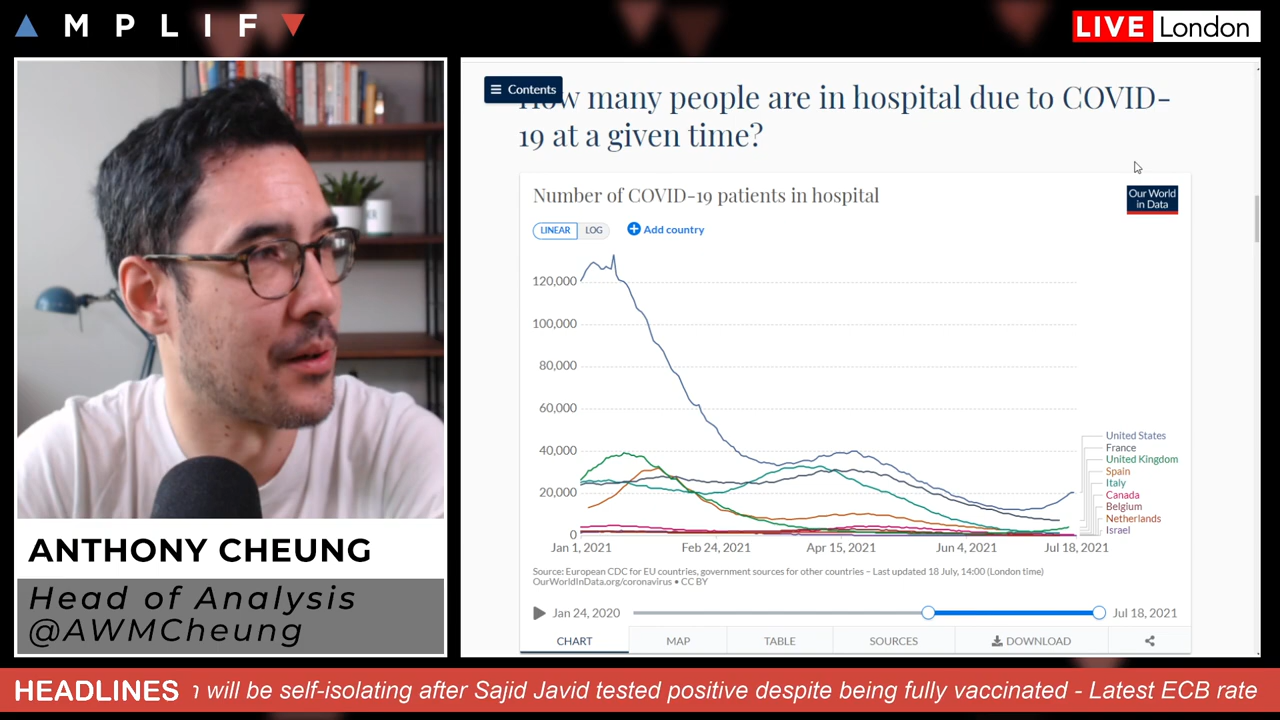 AMPLIFY
LIVE London
Contents
How many people are in hospital due to COVID-
19 at a given time?
Number of COVID-19 patients in hospital
Our World
in Data
LINEAR LOG Add country
120,000
100,000
80,000
60,000
40,000
20,000
0
Jan 1, 2021 Feb 24, 2021 Apr 15, 2021 Jun 4, 2021 Jul 18, 2021
United States
France
United Kingdom
Spain
Italy
Canada
Belgium
Netherlands
Israel
Source: European CDC for EU countries, government sources for other countries – Last updated 18 July, 14:00 (London time)
OurWorldInData.org/coronavirus • CC BY
Jan 24, 2020 Jul 18, 2021
CHART MAP TABLE SOURCES DOWNLOAD
ANTHONY CHEUNG
Head of Analysis
@AWMCheung
HEADLINES will be self-isolating after Sajid Javid tested positive despite being fully vaccinated - Latest ECB rate